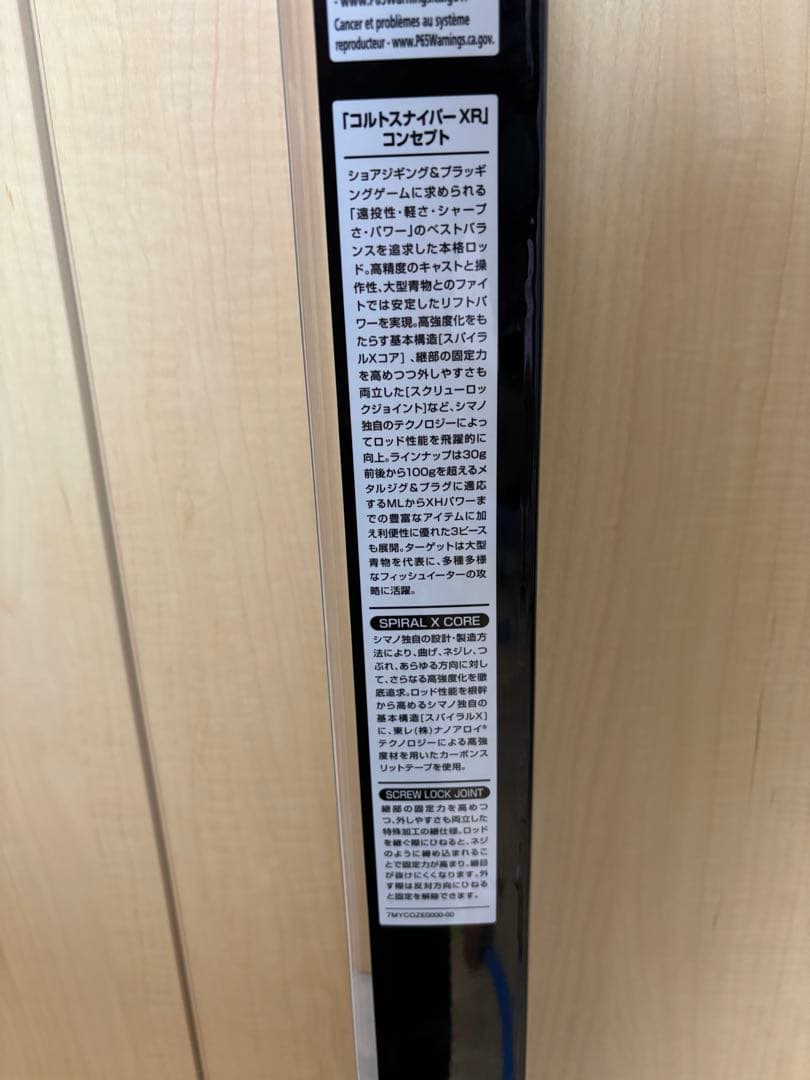 - www.P65Warnings.ca.gov.
Cancer et problèmes au système
reproducteur - www.P65Warnings.ca.gov.
「コルトスナイパー XR」
コンセプト
ショアジギング&プラッギ
ングゲームに求められる
「遠投性・軽さ・シャープ
さ・パワー」のベストバラ
ンスを追求した本格ロッ
ド。高精度のキャストと操
作性、大型青物とのファイ
トでは安定したリフトパ
ワーを実現。高強度化をも
たらす基本構造[スパイラ
ルXコア] 、継部の固定力
を高めつつ外しやすさも
両立した[スクリューロッ
クジョイント]など、シマノ
独自のテクノロジーによっ
てロッド性能を飛躍的に
向上。ラインナップは30g
前後から100gを超えるメ
タルジグ&プラグに適応
するMLからXHパワーま
での豊富なアイテムに加
え利便性に優れた3ピース
も展開。ターゲットは大型
青物を代表に、多種多様
なフィッシュイーターの攻
略に活躍。
SPIRAL X CORE
シマノ独自の設計・製造方
法により、曲げ、ネジレ、つ
ぶれ、あらゆる方向に対し
て、さらなる高強度化を徹
底追求。ロッド性能を根幹
から高めるシマノ独自の
基本構造[スパイラルX]
に、東レ(株)ナノアロイ®
テクノロジーによる高強
度材を用いたカーボンス
リットテープを使用。
SCREW LOCK JOINT
継部の固定力を高めつ
つ、外しやすさも両立した
特殊加工の継仕様。ロッド
を継ぐ際にひねると、ネジ
のように締め込まれるこ
とで固定力が高まり、継目
が抜けにくくなります。外
す際は反対方向にひねる
と固定を解除できます。
7MYCOZE0000-00